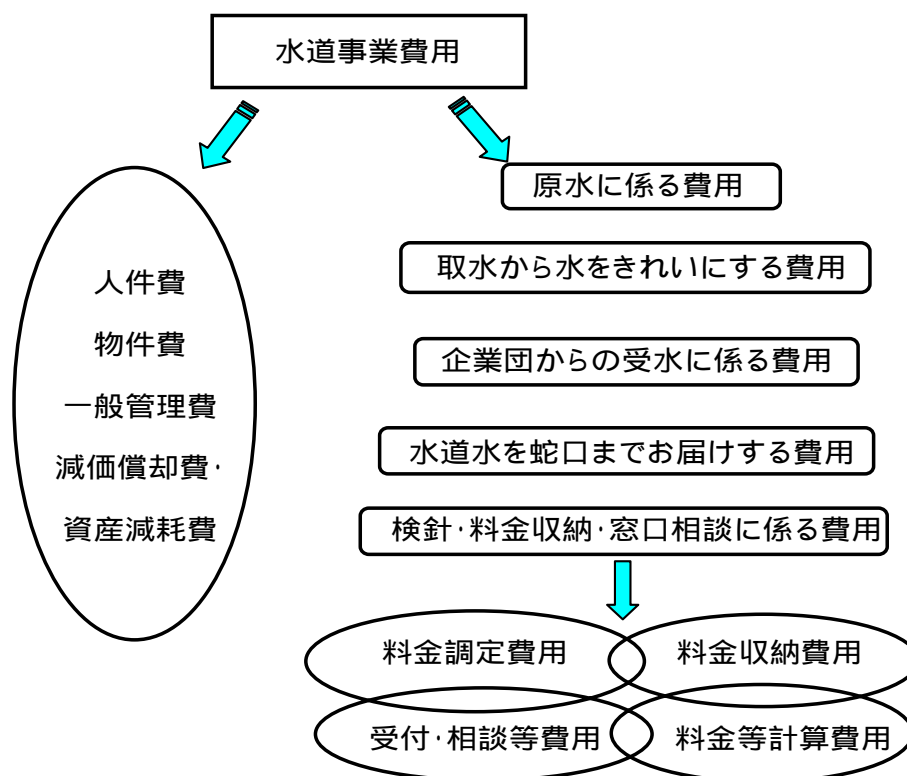 水道事業費用
人件費
物件費
一般管理費
減価償却費・
資産減耗費
原水に係る費用
取水から水をきれいにする費用
企業団からの受水に係る費用
水道水を蛇口までお届けする費用
検針・料金収納・窓口相談に係る費用
料金調定費用
料金収納費用
受付・相談等費用
料金等計算費用